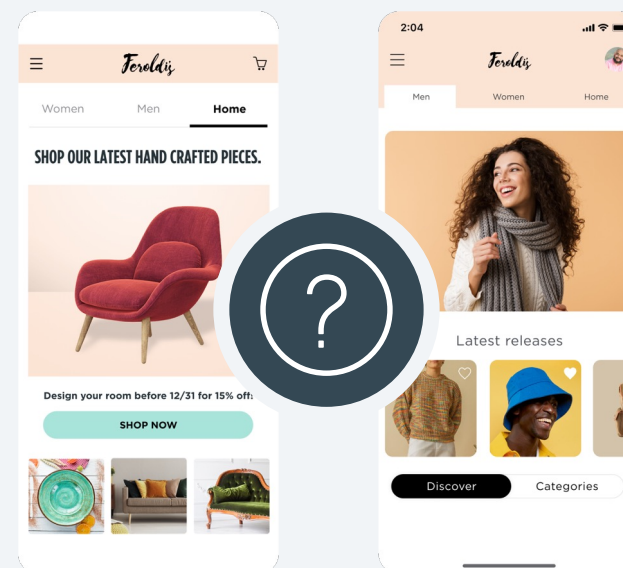 Feroldi's
Women Men Home
SHOP OUR LATEST HAND CRAFTED PIECES.
Design your room before 12/31 for 15% off!
SHOP NOW
?
2:04
Feroldi's
Men Women Home
Latest releases
Discover Categories